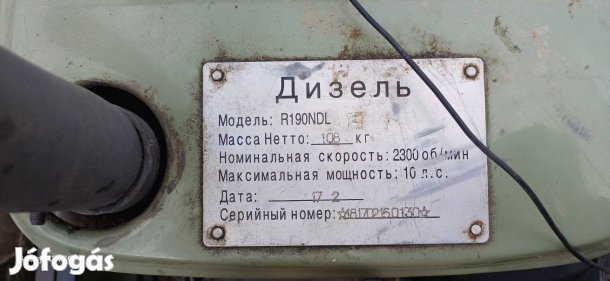 Дизель
Модель: R190NDL
Масса Нетто: 108 кг
Номинальная скорость: 2300 об/мин
Максимальная мощность: 10 л.с.
Дата: 17 2
Серийный номер: ☆481702160130☆
Jófogás